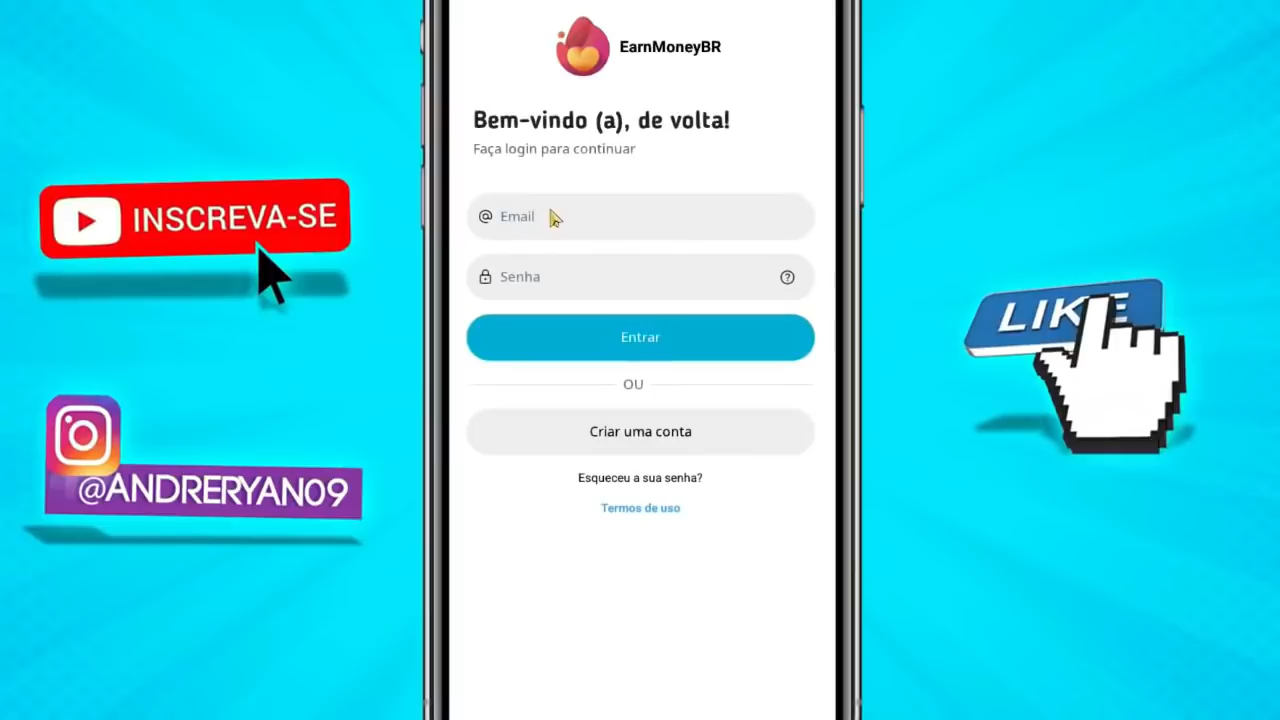 EarnMoneyBR
Bem-vindo (a), de volta!
Faça login para continuar
Email
Senha
Entrar
OU
Criar uma conta
Esqueceu a sua senha?
Termos de uso
INSCREVA-SE
@ANDRERYAN09
LIKE